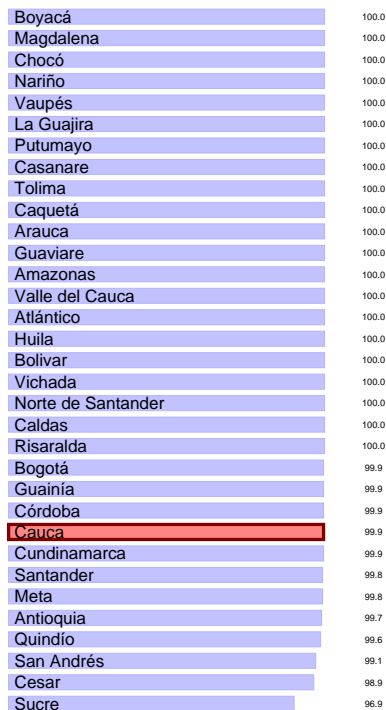 Boyacá 100.0
Magdalena 100.0
Chocó 100.0
Nariño 100.0
Vaupés 100.0
La Guajira 100.0
Putumayo 100.0
Casanare 100.0
Tolima 100.0
Caquetá 100.0
Arauca 100.0
Guaviare 100.0
Amazonas 100.0
Valle del Cauca 100.0
Atlántico 100.0
Huila 100.0
Bolivar 100.0
Vichada 100.0
Norte de Santander 100.0
Caldas 100.0
Risaralda 100.0
Bogotá 99.9
Guainía 99.9
Córdoba 99.9
Cauca 99.9
Cundinamarca 99.9
Santander 99.8
Meta 99.8
Antioquia 99.7
Quindío 99.6
San Andrés 99.1
Cesar 98.9
Sucre 96.9